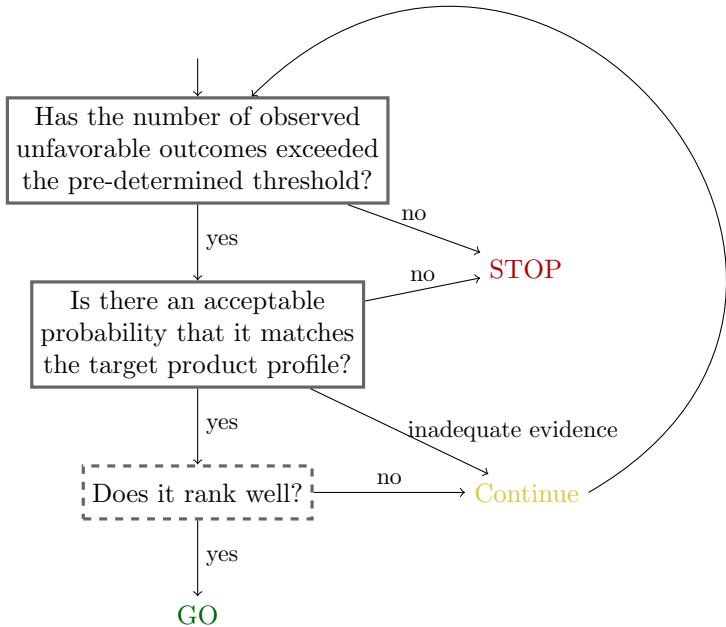 Has the number of observed
unfavorable outcomes exceeded
the pre-determined threshold?
no
yes
STOP
no
Is there an acceptable
probability that it matches
the target product profile?
yes
inadequate evidence
Does it rank well?
no
Continue
yes
GO